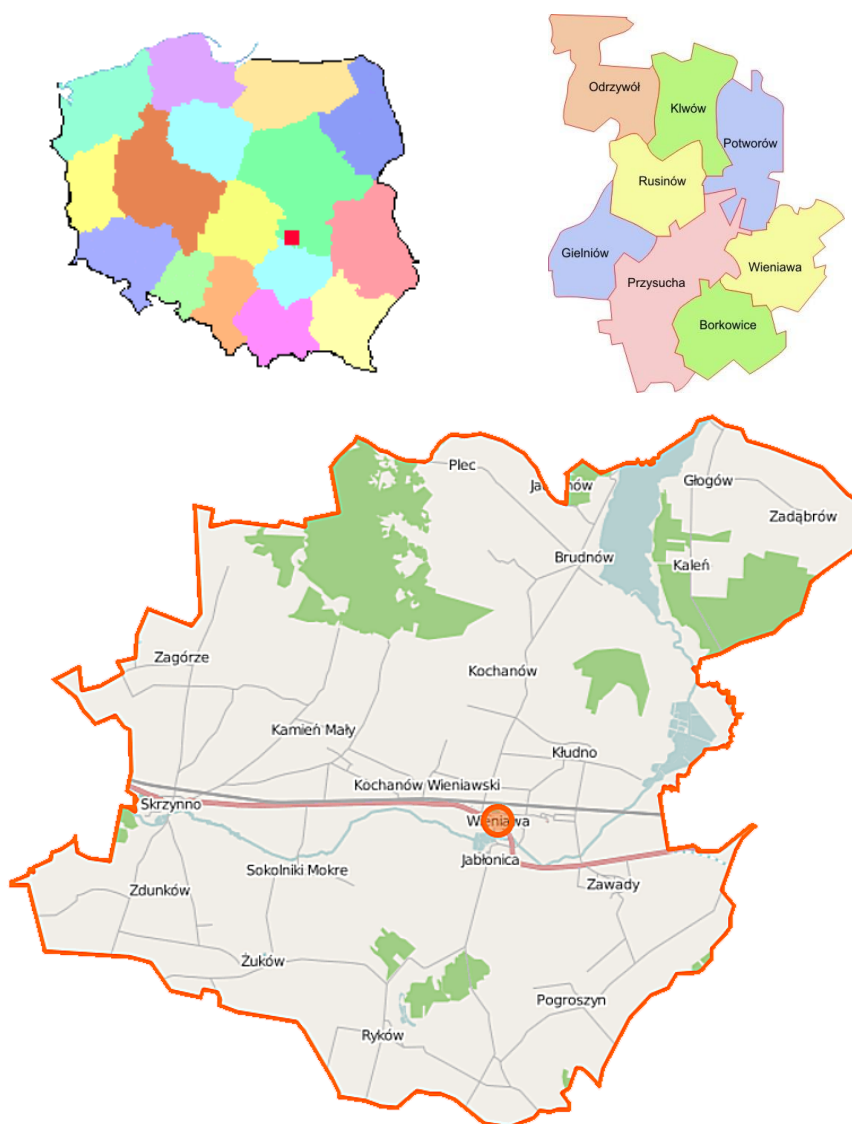 Odrzywół
Klwów
Potworów
Rusinów
Gielniów
Wieniawa
Przysucha
Borkowice
Plec
Głogów
Zadąbrów
Brudnów
Kaleń
Zagórze
Kochanów
Kamień Mały
Kłudno
Kochanów Wieniawski
Skrzynno
Wieniawa
Jabłonica
Sokolniki Mokre
Zawady
Zdunków
Żuków
Pogroszyn
Ryków